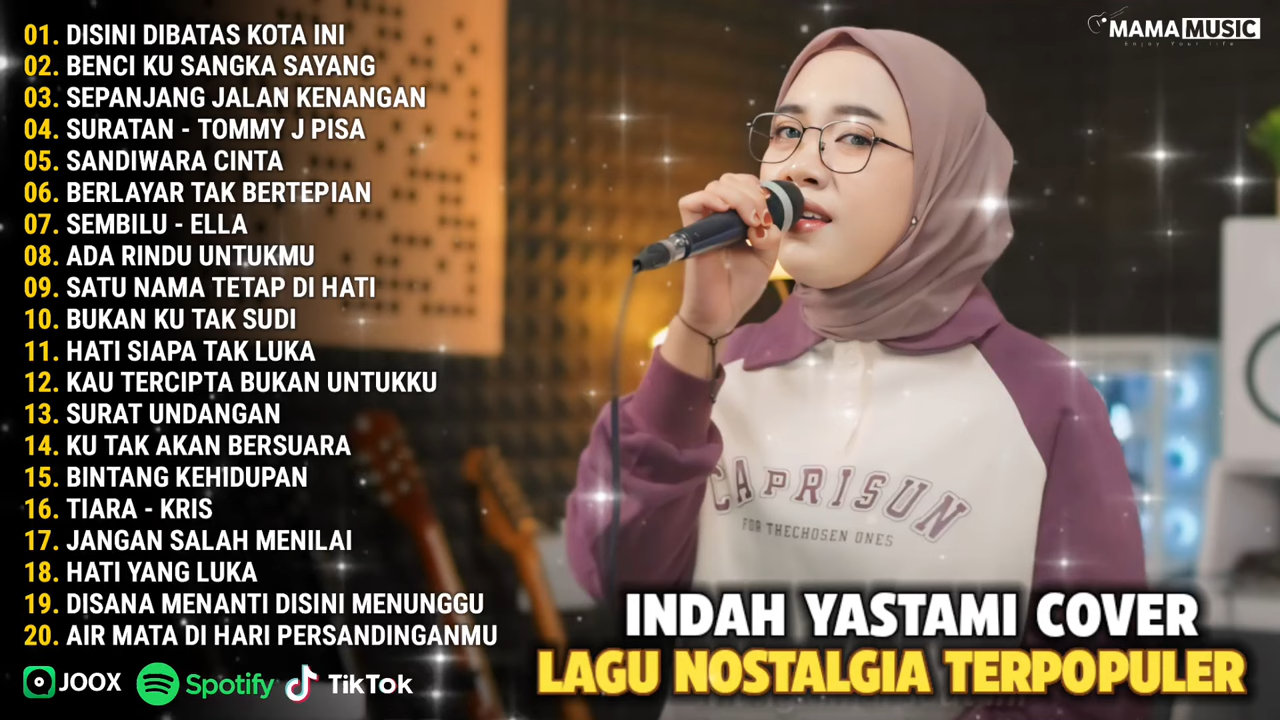 01. DISINI DIBATAS KOTA INI
02. BENCI KU SANGKA SAYANG
03. SEPANJANG JALAN KENANGAN
04. SURATAN - TOMMY J PISA
05. SANDIWARA CINTA
06. BERLAYAR TAK BERTEPIAN
07. SEMBILU - ELLA
08. ADA RINDU UNTUKMU
09. SATU NAMA TETAP DI HATI
10. BUKAN KU TAK SUDI
11. HATI SIAPA TAK LUKA
12. KAU TERCIPTA BUKAN UNTUKKU
13. SURAT UNDANGAN
14. KU TAK AKAN BERSUARA
15. BINTANG KEHIDUPAN
16. TIARA - KRIS
17. JANGAN SALAH MENILAI
18. HATI YANG LUKA
19. DISANA MENANTI DISINI MENUNGGU
20. AIR MATA DI HARI PERSANDINGANMU
JOOX Spotify TikTok
MAMA MUSIC
Enjoy Your life
CAPRISUN
FOR THECHOSEN ONES
INDAH YASTAMI COVER
LAGU NOSTALGIA TERPOPULER